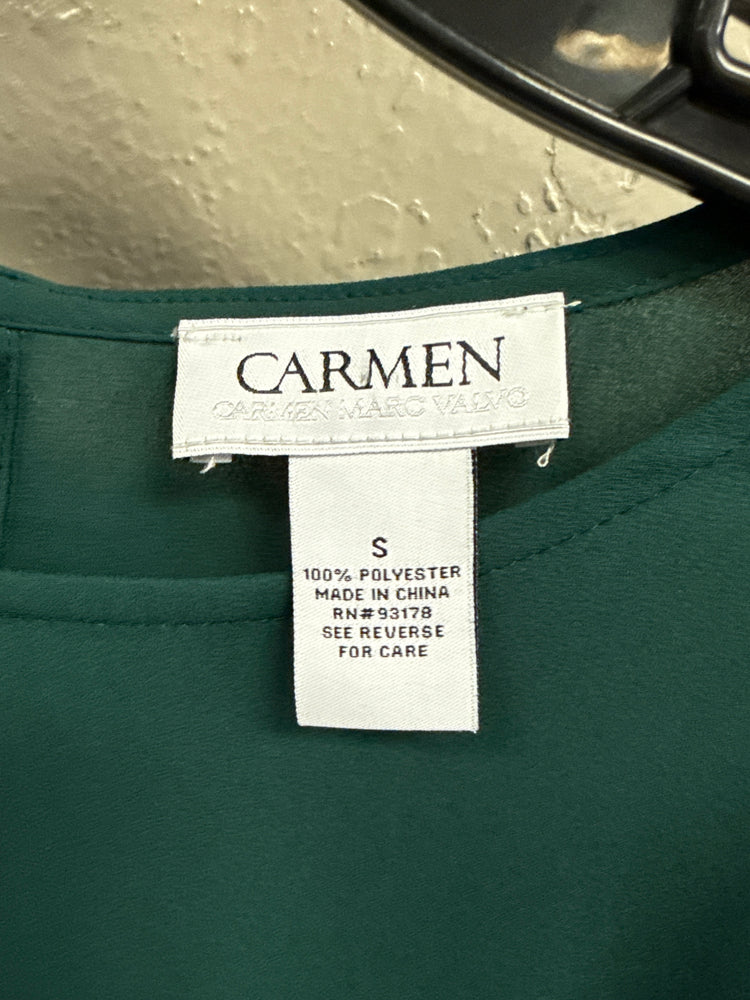 CARMEN
CARMEN MARC VALVO
S
100% POLYESTER
MADE IN CHINA
RN#93178
SEE REVERSE
FOR CARE